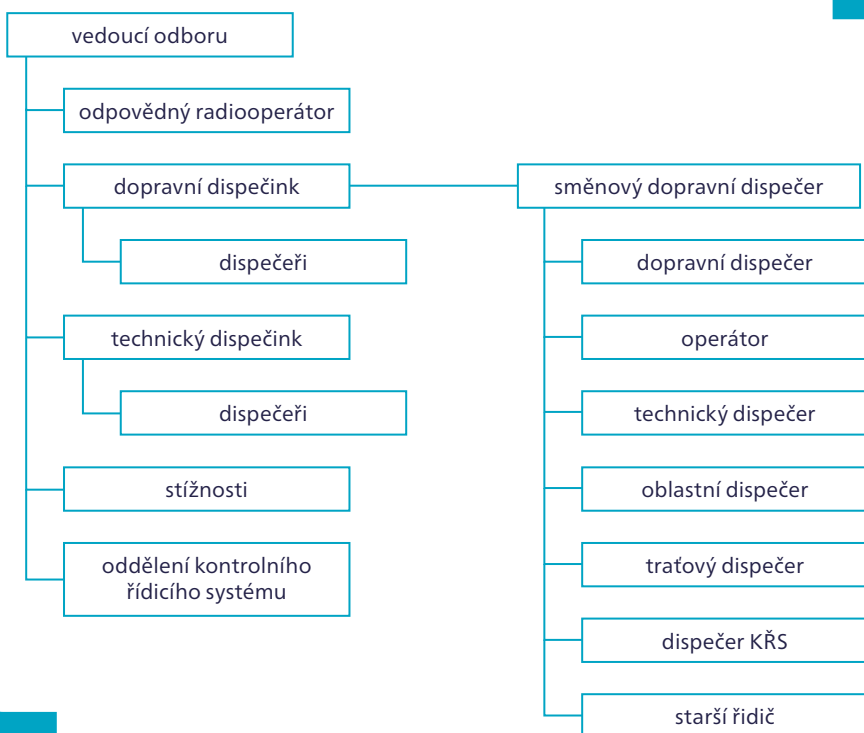 vedoucí odboru
odpovědný radiooperátor
dopravní dispečink
dispečeři
technický dispečink
dispečeři
stížnosti
oddělení kontrolního
řídicího systému
směnový dopravní dispečer
dopravní dispečer
operátor
technický dispečer
oblastní dispečer
traťový dispečer
dispečer KŘS
starší řidič